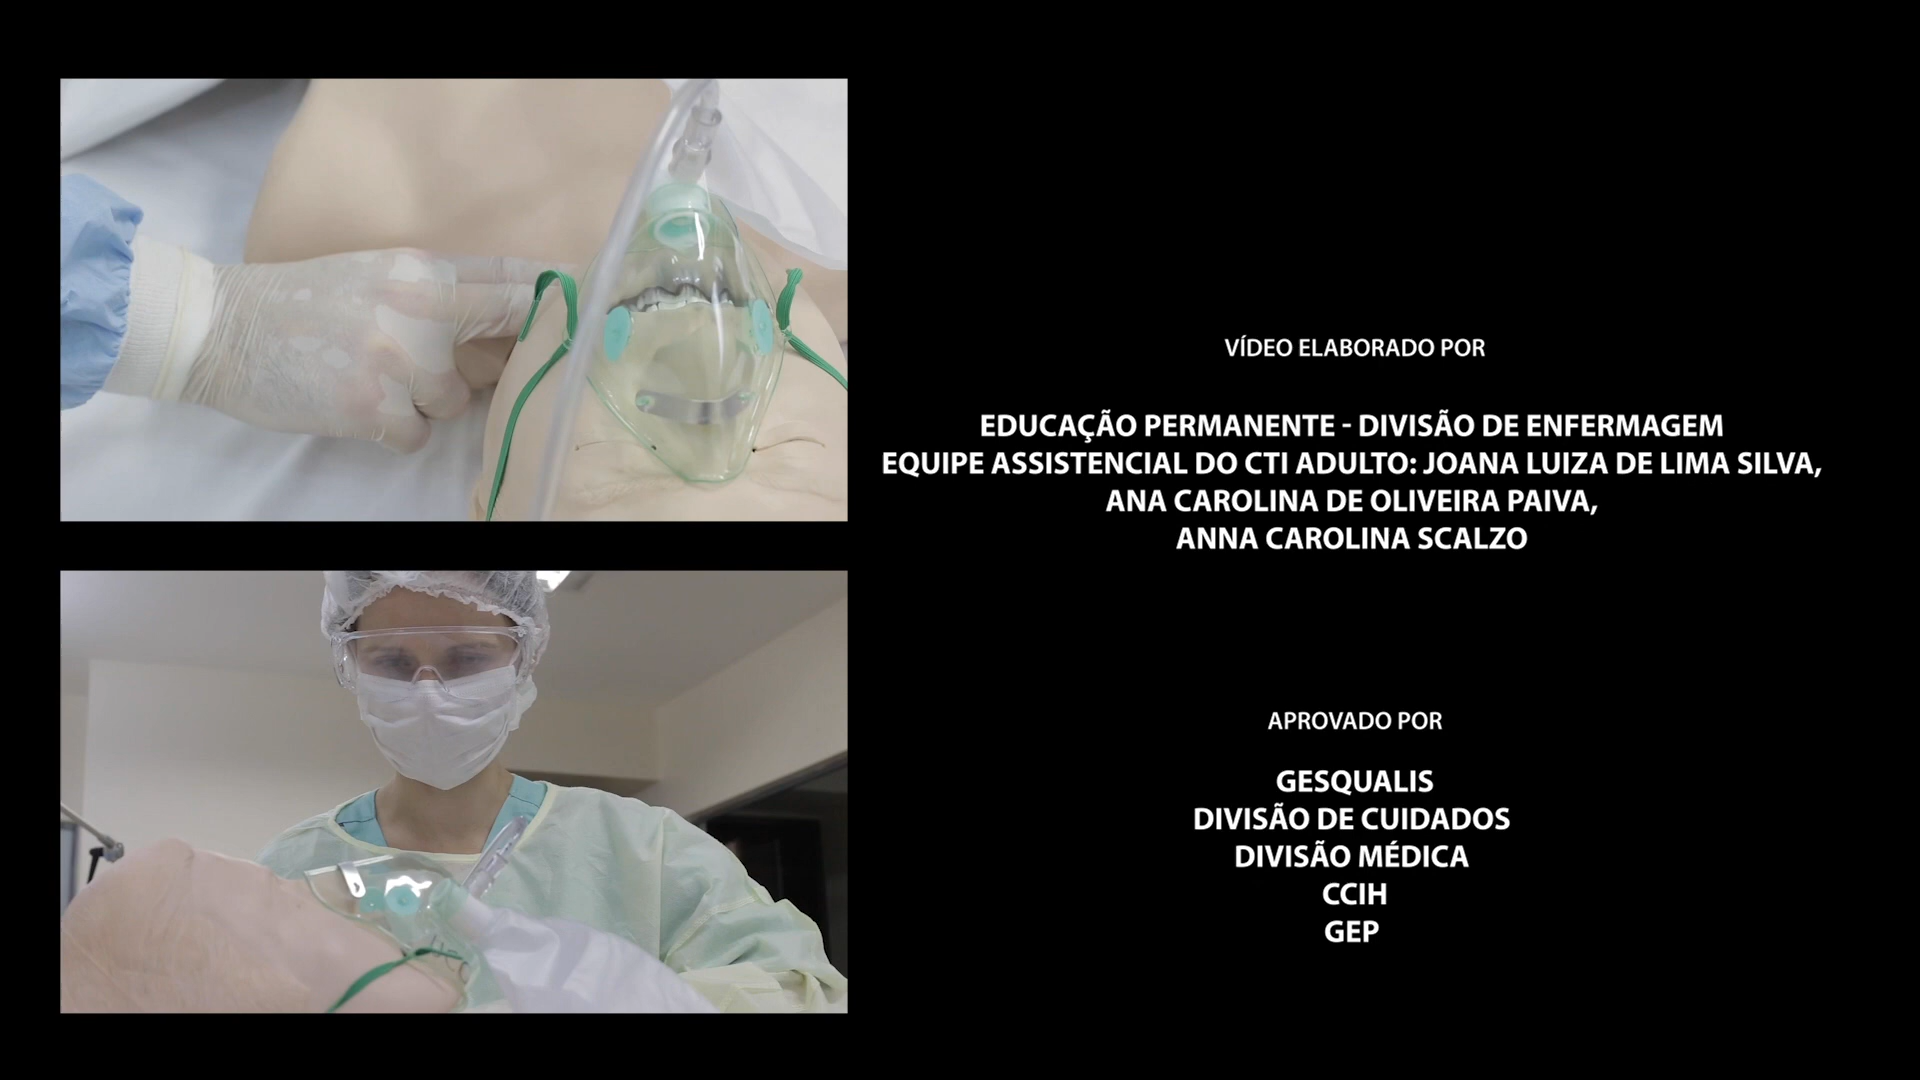 VÍDEO ELABORADO POR
EDUCAÇÃO PERMANENTE - DIVISÃO DE ENFERMAGEM
EQUIPE ASSISTENCIAL DO CTI ADULTO: JOANA LUIZA DE LIMA SILVA,
ANA CAROLINA DE OLIVEIRA PAIVA,
ANNA CAROLINA SCALZO
APROVADO POR
GESQUALIS
DIVISÃO DE CUIDADOS
DIVISÃO MÉDICA
CCIH
GEP